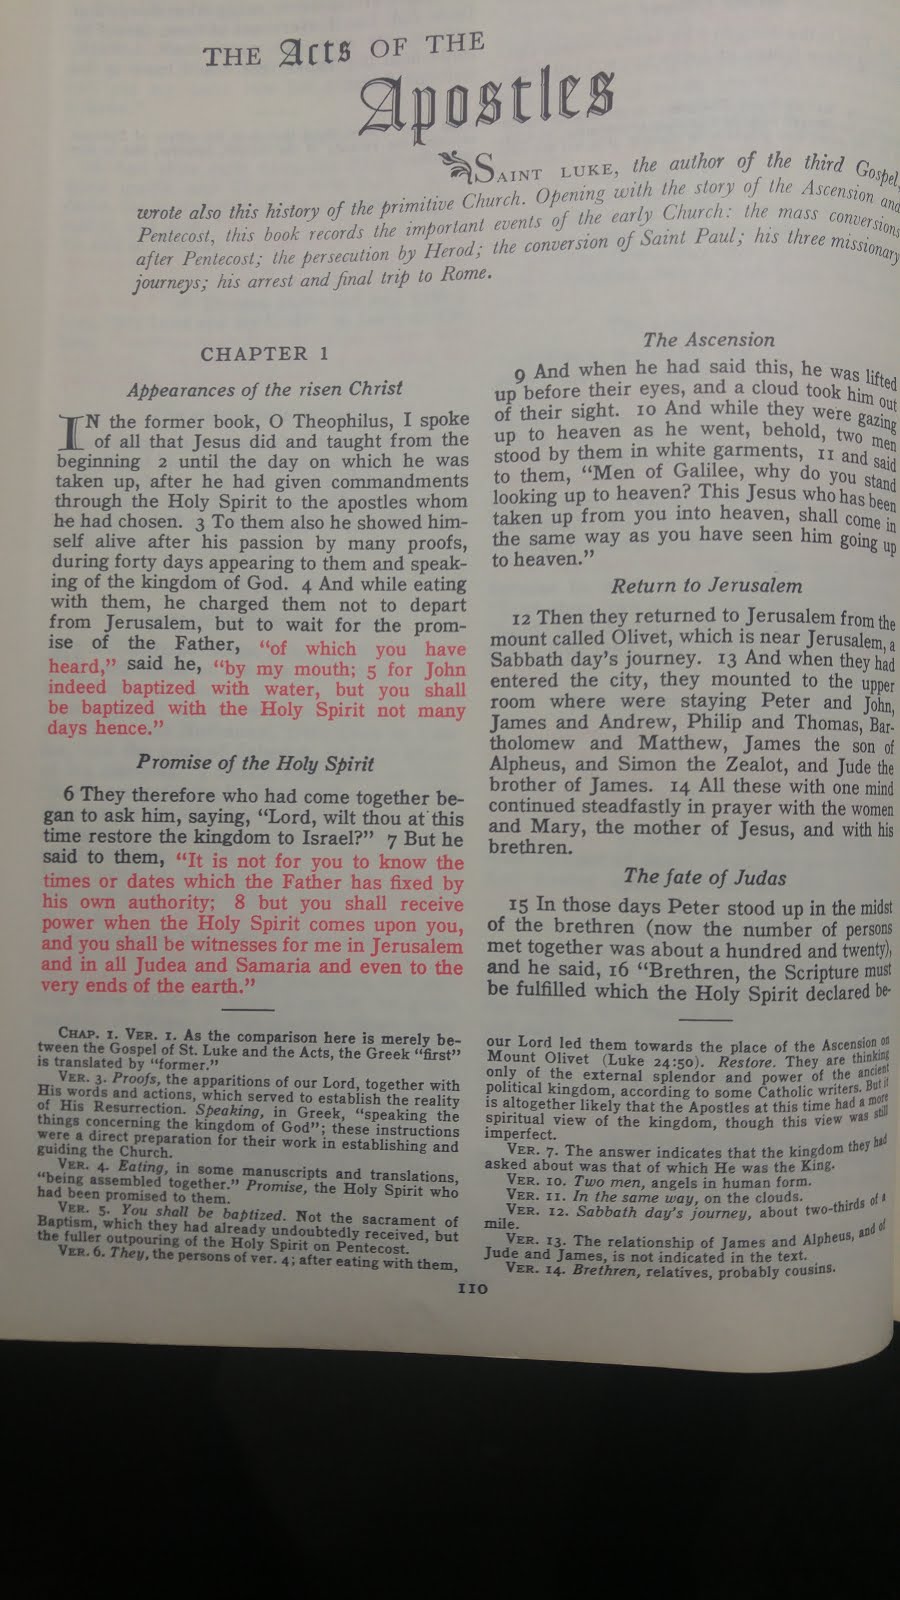 THE Acts OF THE
Apostles
SAINT LUKE, the author of the third Gospel,
wrote also this history of the primitive Church. Opening with the story of the Ascension and
Pentecost, this book records the important events of the early Church: the mass conversions
after Pentecost; the persecution by Herod; the conversion of Saint Paul; his three missionary
journeys; his arrest and final trip to Rome.
CHAPTER 1
Appearances of the risen Christ
IN the former book, O Theophilus, I spoke
of all that Jesus did and taught from the
beginning 2 until the day on which he was
taken up, after he had given commandments
through the Holy Spirit to the apostles whom
he had chosen. 3 To them also he showed him-
self alive after his passion by many proofs,
during forty days appearing to them and speak-
ing of the kingdom of God. 4 And while eating
with them, he charged them not to depart
from Jerusalem, but to wait for the prom-
ise of the Father, “of which you have
heard,” said he, “by my mouth; 5 for John
indeed baptized with water, but you shall
be baptized with the Holy Spirit not many
days hence.”
Promise of the Holy Spirit
6 They therefore who had come together be-
gan to ask him, saying, “Lord, wilt thou at this
time restore the kingdom to Israel?” 7 But he
said to them, “It is not for you to know the
times or dates which the Father has fixed by
his own authority; 8 but you shall receive
power when the Holy Spirit comes upon you,
and you shall be witnesses for me in Jerusalem
and in all Judea and Samaria and even to the
very ends of the earth.”
The Ascension
9 And when he had said this, he was lifted
up before their eyes, and a cloud took him out
of their sight. 10 And while they were gazing
up to heaven as he went, behold, two men
stood by them in white garments, 11 and said
to them, “Men of Galilee, why do you stand
looking up to heaven? This Jesus who has been
taken up from you into heaven, shall come in
the same way as you have seen him going up
to heaven.”
Return to Jerusalem
12 Then they returned to Jerusalem from the
mount called Olivet, which is near Jerusalem, a
Sabbath day’s journey. 13 And when they had
entered the city, they mounted to the upper
room where were staying Peter and John,
James and Andrew, Philip and Thomas, Bar-
tholomew and Matthew, James the son of
Alpheus, and Simon the Zealot, and Jude the
brother of James. 14 All these with one mind
continued steadfastly in prayer with the women
and Mary, the mother of Jesus, and with his
brethren.
The fate of Judas
15 In those days Peter stood up in the midst
of the brethren (now the number of persons
met together was about a hundred and twenty),
and he said, 16 “Brethren, the Scripture must
be fulfilled which the Holy Spirit declared be-
CHAP. 1. VER. 1. As the comparison here is merely be-
tween the Gospel of St. Luke and the Acts, the Greek “first”
is translated by “former.”
VER. 3. Proofs, the apparitions of our Lord, together with
His words and actions, which served to establish the reality
of His Resurrection. Speaking, in Greek, “speaking the
things concerning the kingdom of God”; these instructions
were a direct preparation for their work in establishing and
guiding the Church.
VER. 4. Eating, in some manuscripts and translations,
“being assembled together.” Promise, the Holy Spirit who
had been promised to them.
VER. 5. You shall be baptized. Not the sacrament of
Baptism, which they had already undoubtedly received, but
the fuller outpouring of the Holy Spirit on Pentecost.
VER. 6. They, the persons of ver. 4; after eating with them,
our Lord led them towards the place of the Ascension on
Mount Olivet (Luke 24:50). Restore. They are thinking
only of the external splendor and power of the ancient
political kingdom, according to some Catholic writers. But it
is altogether likely that the Apostles at this time had a more
spiritual view of the kingdom, though this view was still
imperfect.
VER. 7. The answer indicates that the kingdom they had
asked about was that of which He was the King.
VER. 10. Two men, angels in human form.
VER. 11. In the same way, on the clouds.
VER. 12. Sabbath day’s journey, about two-thirds of a
mile.
VER. 13. The relationship of James and Alpheus, and of
Jude and James, is not indicated in the text.
VER. 14. Brethren, relatives, probably cousins.
110